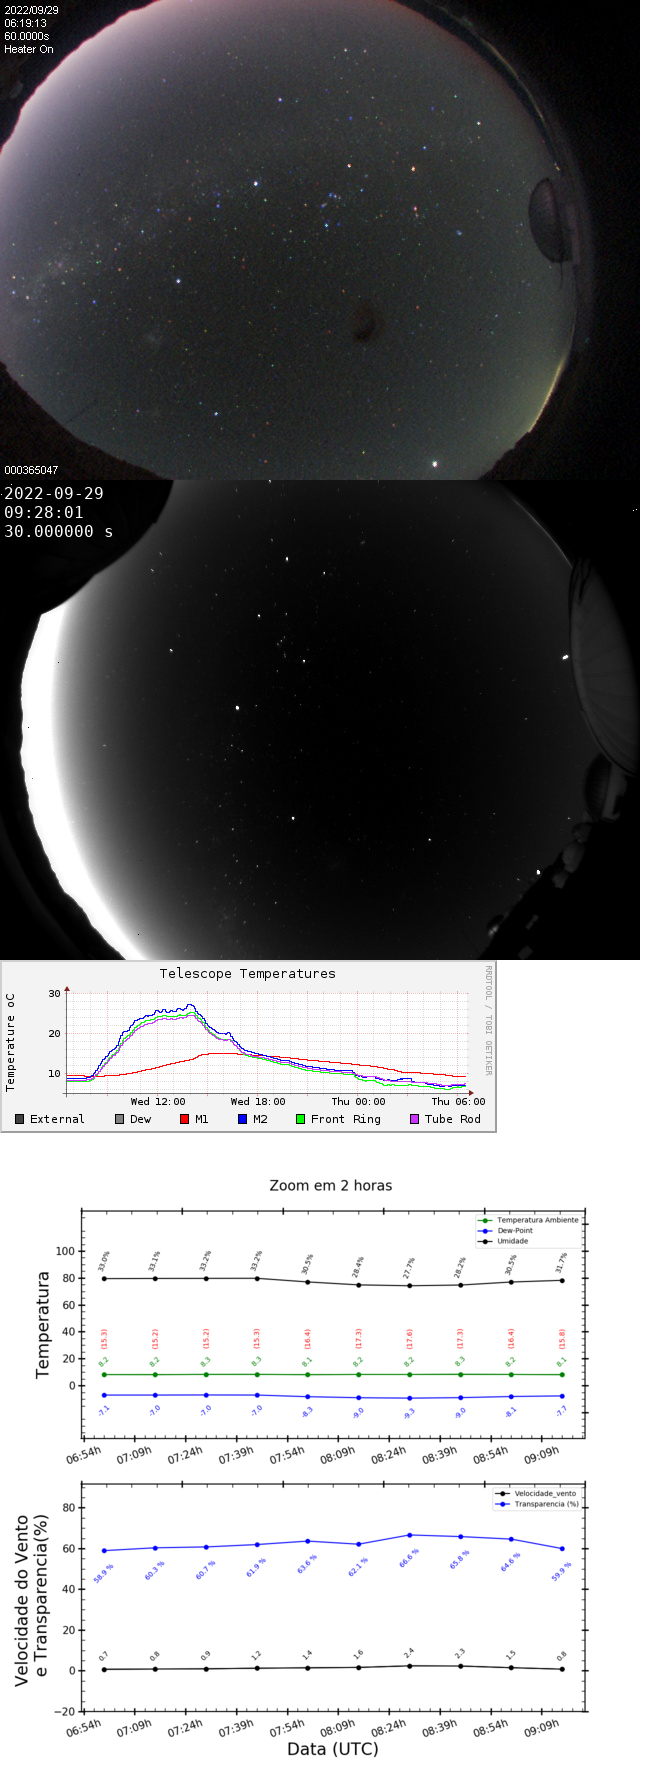 2022/09/29
06:19:13
60.0000s
Heater On
000365047
2022-09-29
09:28:01
30.000000 s
Telescope Temperatures
RRDTOOL / TOBI OETIKER
Temperature oC
30
20
10
Wed 12:00 Wed 18:00 Thu 00:00 Thu 06:00
External Dew M1 M2 Front Ring Tube Rod
Zoom em 2 horas
Temperatura Ambiente
Dew-Point
Umidade
Temperatura
100
80
60
40
20
0
33.0% 33.1% 33.2% 33.2% 30.5% 28.4% 27.7% 28.2% 30.5% 31.7%
(15.3) (15.2) (15.2) (15.3) (16.4) (17.3) (17.6) (17.3) (16.4) (15.8)
8.2 8.2 8.3 8.3 8.1 8.2 8.2 8.3 8.2 8.1
-7.1 -7.0 -7.0 -7.0 -8.3 -9.0 -9.3 -9.0 -8.1 -7.7
06:54h 07:09h 07:24h 07:39h 07:54h 08:09h 08:24h 08:39h 08:54h 09:09h
Velocidade_vento
Transparencia (%)
Velocidade do Vento
e Transparencia(%)
80
60
40
20
0
−20
58.9 % 60.3 % 60.7 % 61.9 % 63.6 % 62.1 % 66.6 % 65.8 % 64.6 % 59.9 %
0.7 0.8 0.9 1.2 1.4 1.6 2.4 2.3 1.5 0.8
06:54h 07:09h 07:24h 07:39h 07:54h 08:09h 08:24h 08:39h 08:54h 09:09h
Data (UTC)